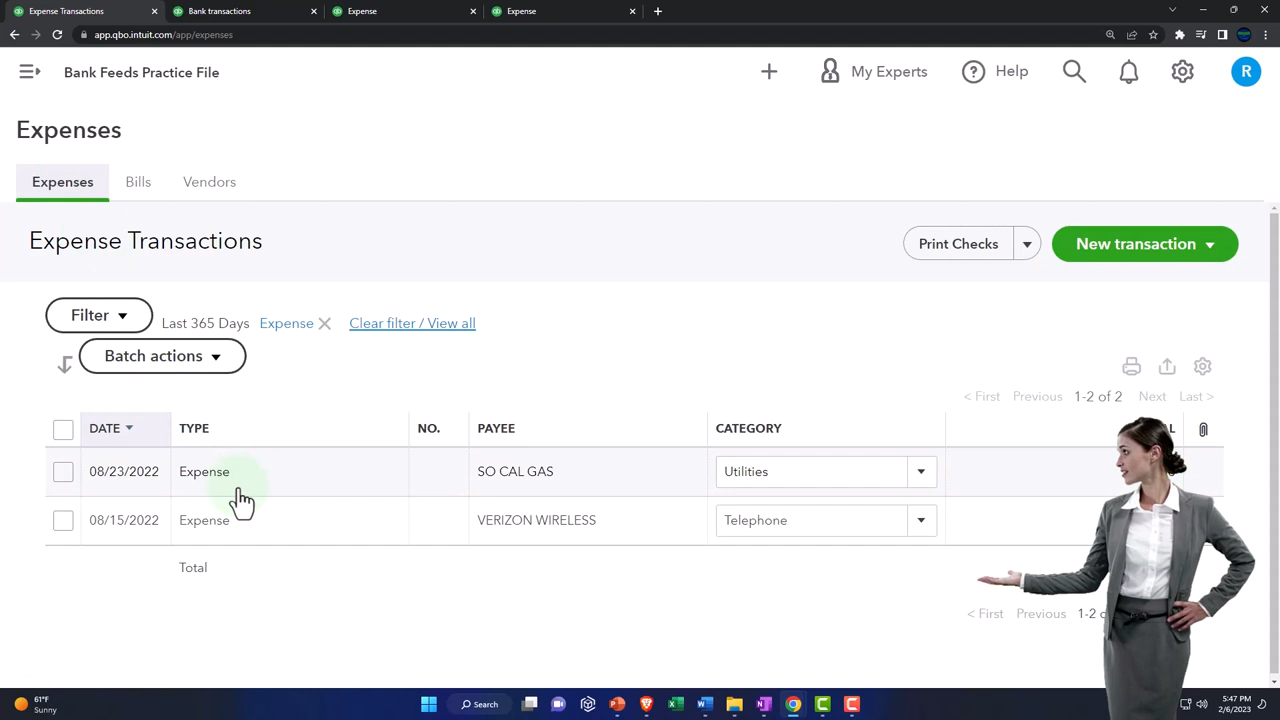 Expense Transactions
Bank transactions
Expense
Expense
app.qbo.intuit.com/app/expenses
Bank Feeds Practice File
My Experts
Help
R
Expenses
Expenses Bills Vendors
Expense Transactions
Print Checks
New transaction
Filter
Last 365 Days Expense Clear filter / View all
Batch actions
< First Previous 1-2 of 2 Next Last >
DATE TYPE NO. PAYEE CATEGORY
08/23/2022 Expense SO CAL GAS Utilities
08/15/2022 Expense VERIZON WIRELESS Telephone
Total
< First Previous 1-2
61°F
Sunny
Search
5:47 PM
2/6/2023